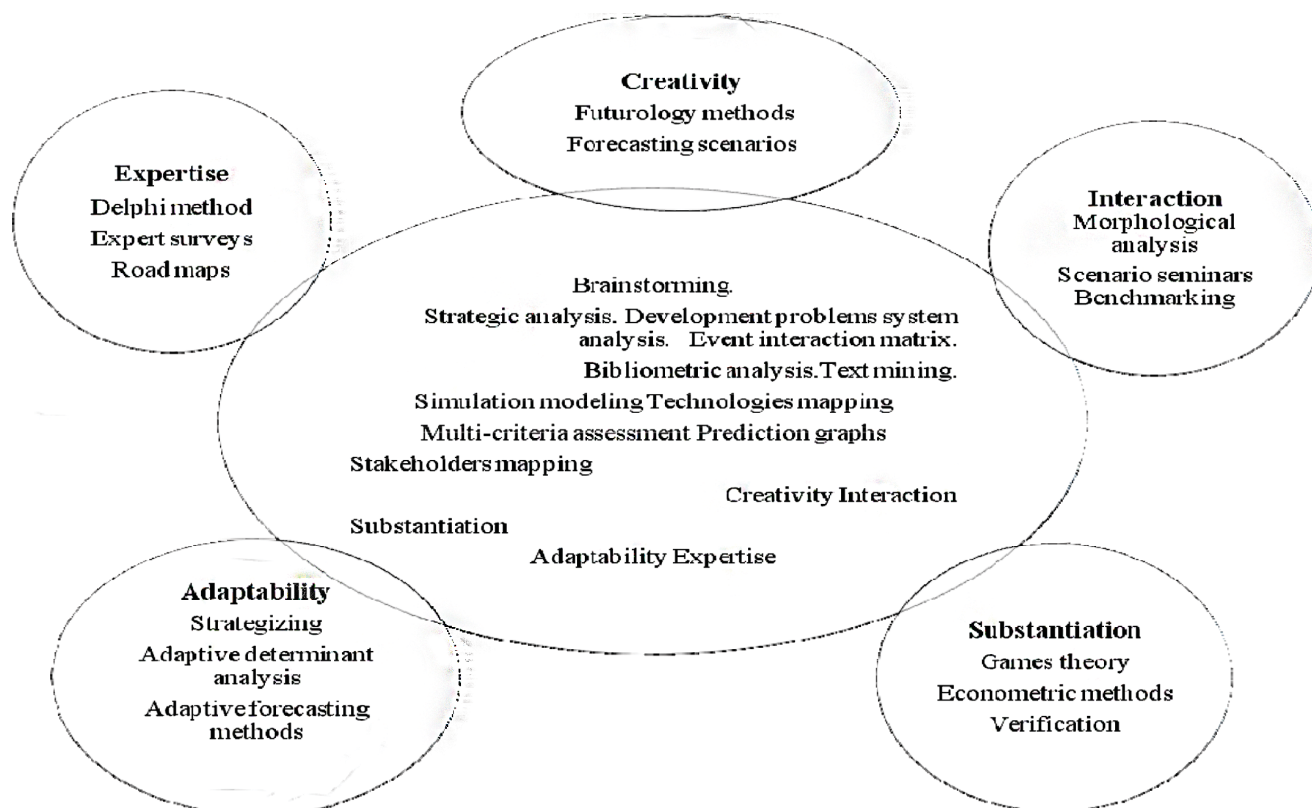 Creativity
Futurology methods
Forecasting scenarios
Expertise
Delphi method
Expert surveys
Road maps
Interaction
Morphological
analysis
Scenario seminars
Benchmarking
Brainstorming.
Strategic analysis. Development problems system
analysis. Event interaction matrix.
Bibliometric analysis.Text mining.
Simulation modeling Technologies mapping
Multi-criteria assessment Prediction graphs
Stakeholders mapping
Creativity Interaction
Substantiation
Adaptability Expertise
Adaptability
Strategizing
Adaptive determinant
analysis
Adaptive forecasting
methods
Substantiation
Games theory
Econometric methods
Verification